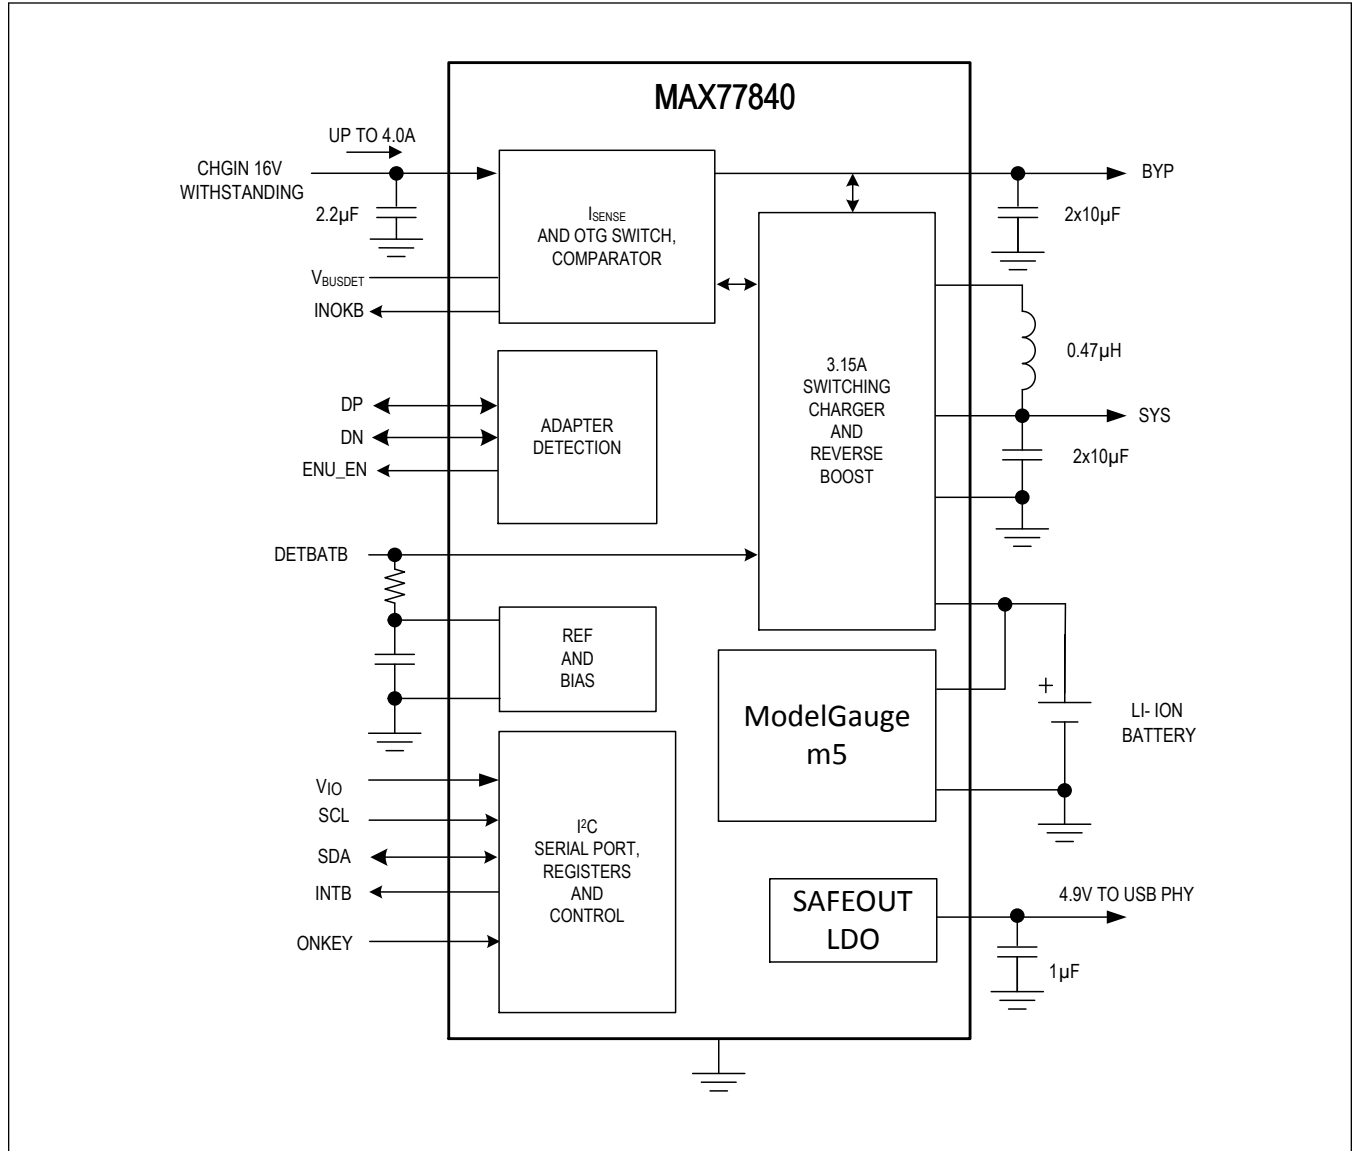 MAX77840
UP TO 4.0A
CHGIN 16V
WITHSTANDING
2.2µF
VBUSDET
INOKB
ISENSE
AND OTG SWITCH,
COMPARATOR
BYP
2x10µF
0.47µH
SYS
2x10µF
3.15A
SWITCHING
CHARGER
AND
REVERSE
BOOST
DP
DN
ENU_EN
ADAPTER
DETECTION
DETBATB
REF
AND
BIAS
ModelGauge
m5
+
LI- ION
BATTERY
VIO
SCL
SDA
INTB
ONKEY
I2C
SERIAL PORT,
REGISTERS
AND
CONTROL
SAFEOUT
LDO
4.9V TO USB PHY
1µF